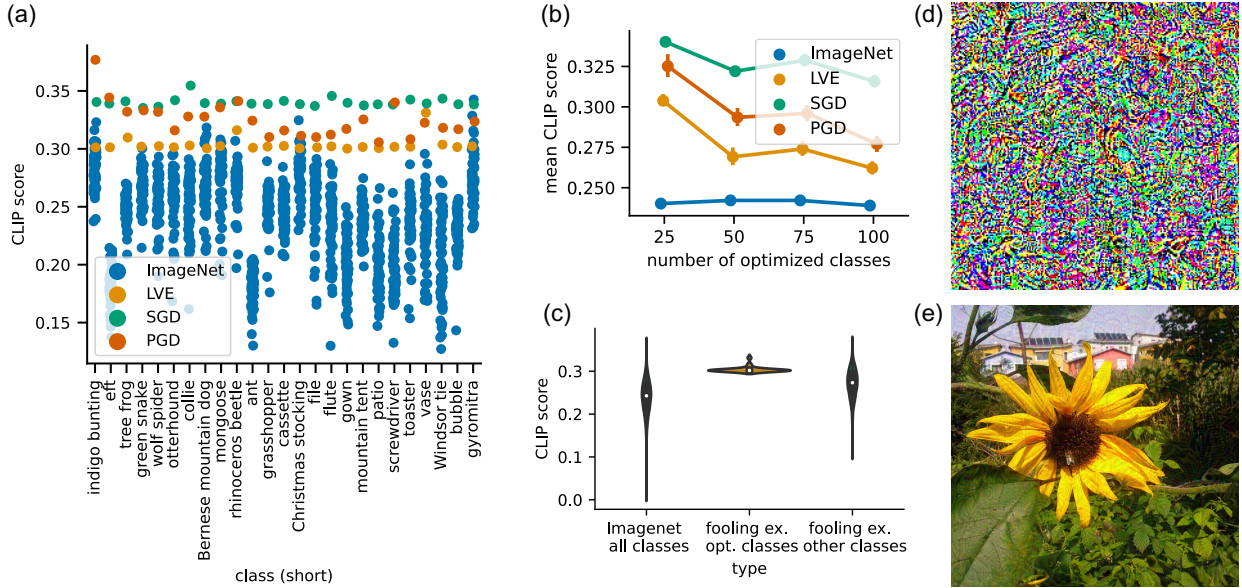 (a)
CLIP score
0.40
0.35
0.30
0.25
0.20
0.15
ImageNet
LVE
SGD
PGD
indigo bunting
eft
tree frog
green snake
wolf spider
otterhound
collie
Bernese mountain dog
mongoose
rhinoceros beetle
ant
grasshopper
cassette
Christmas stocking
file
flute
gown
mountain tent
patio
screwdriver
toaster
vase
Windsor tie
bubble
gyromitra
class (short)
(b)
mean CLIP score
0.325
0.300
0.275
0.250
ImageNet
LVE
SGD
PGD
25 50 75 100
number of optimized classes
(c)
CLIP score
0.3
0.2
0.1
0.0
Imagenet
all classes
fooling ex.
opt. classes
fooling ex.
other classes
type
(d)
(e)